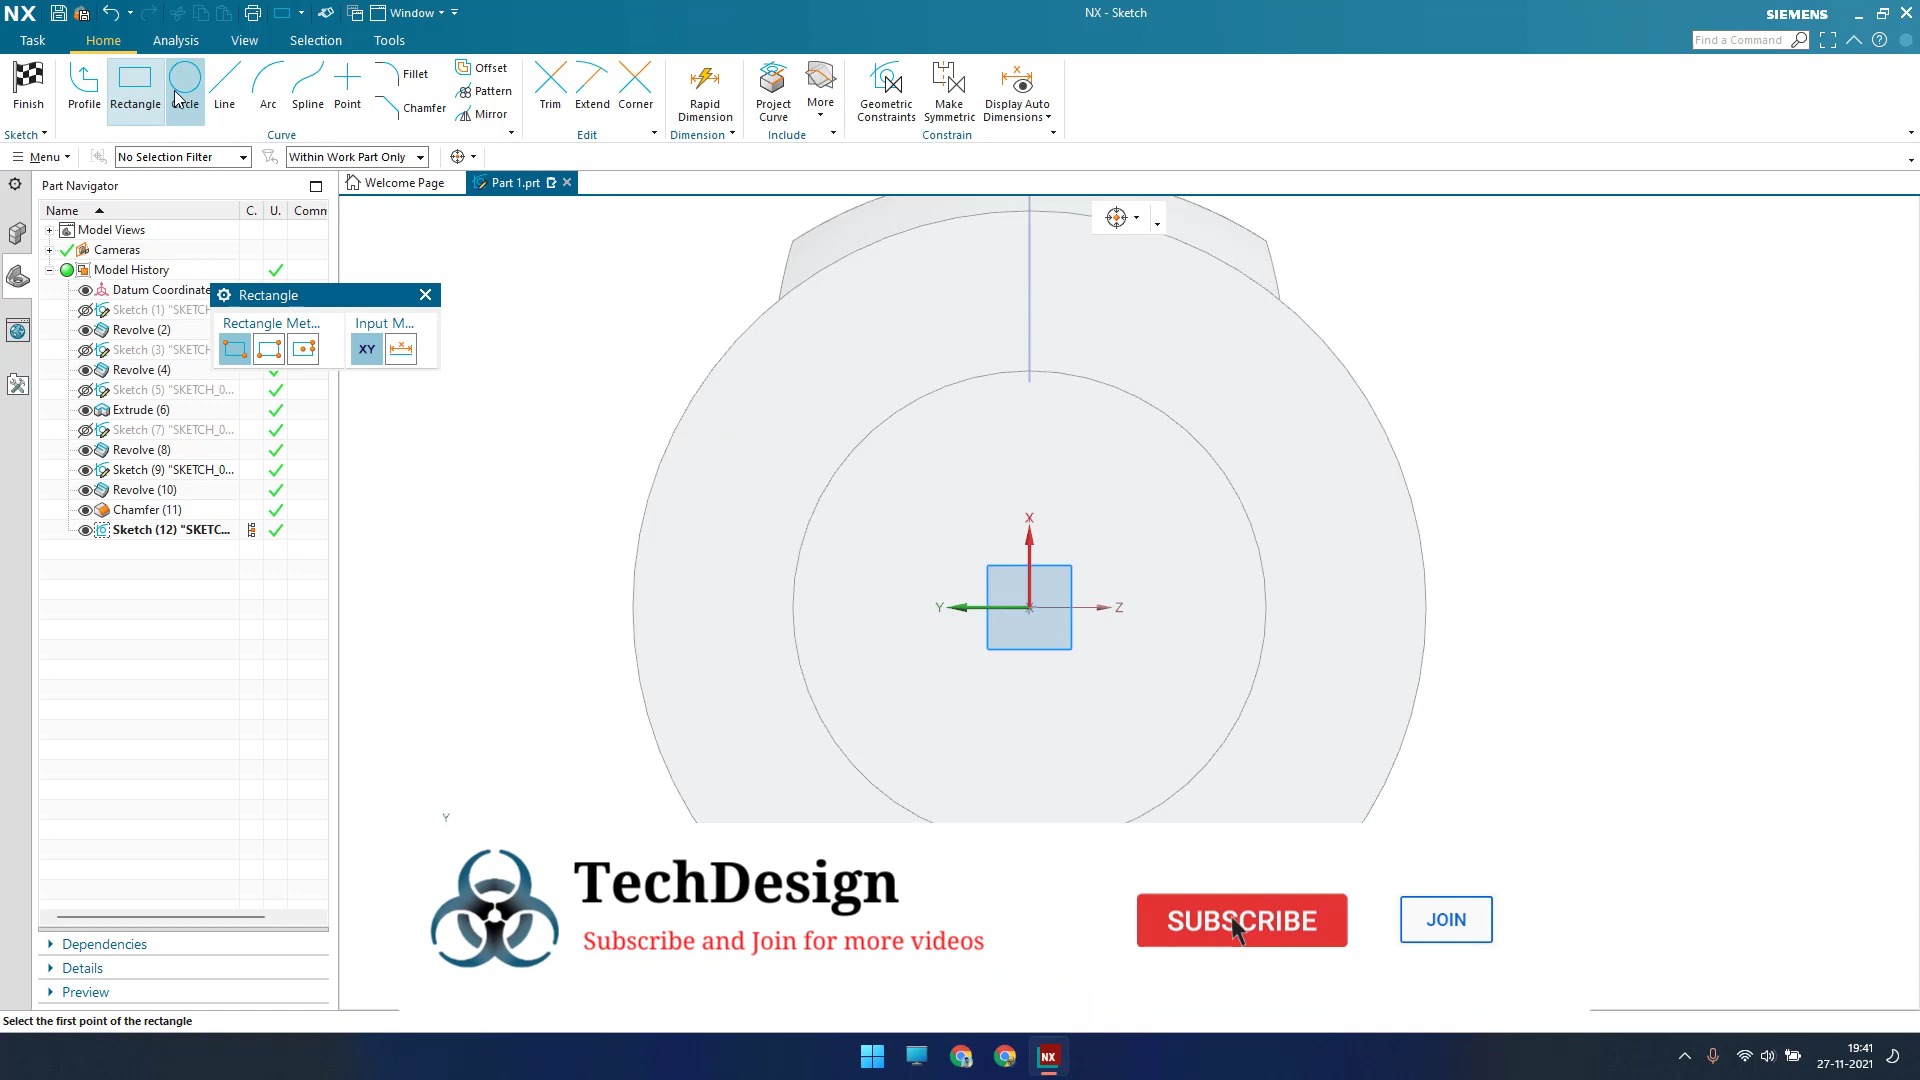 NX
Window
NX - Sketch
SIEMENS
Task
Home
Analysis
View
Selection
Tools
Find a Command
Finish
Profile
Rectangle
Circle
Line
Arc
Spline
Point
Fillet
Chamfer
Offset
Pattern
Mirror
Trim
Extend
Corner
Rapid
Dimension
Project
Curve
More
Geometric
Constraints
Make
Symmetric
Display Auto
Dimensions
Sketch
Curve
Edit
Dimension
Include
Constrain
Menu
No Selection Filter
Within Work Part Only
Part Navigator
Welcome Page
Part 1.prt
Name
C.
U.
Comm
Model Views
Cameras
Model History
Datum Coordinate
Sketch (1) "SKETCH
Revolve (2)
Sketch (3) "SKETCH
Revolve (4)
Sketch (5) "SKETCH_0...
Extrude (6)
Sketch (7) "SKETCH_0...
Revolve (8)
Sketch (9) "SKETCH_0...
Revolve (10)
Chamfer (11)
Sketch (12) "SKETC...
Rectangle
Rectangle Met...
Input M...
XY
X
Y
Z
Y
TechDesign
Subscribe and Join for more videos
SUBSCRIBE
JOIN
Dependencies
Details
Preview
Select the first point of the rectangle
NX
19:41
27-11-2021